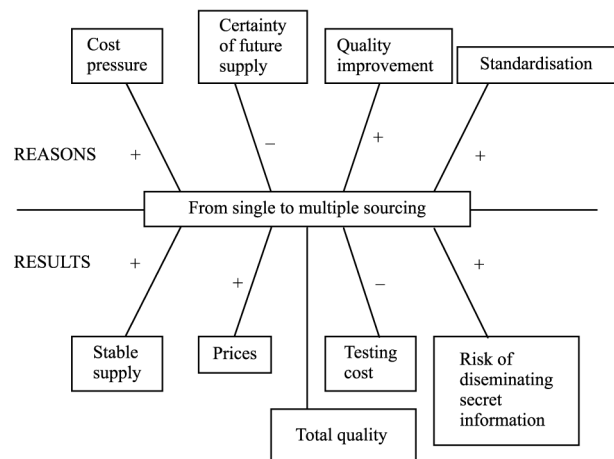 Cost
pressure
Certainty
of future
supply
Quality
improvement
Standardisation
REASONS
+
–
+
+
From single to multiple sourcing
RESULTS
+
+
–
+
Stable
supply
Prices
Testing
cost
Risk of
diseminating
secret
information
Total quality